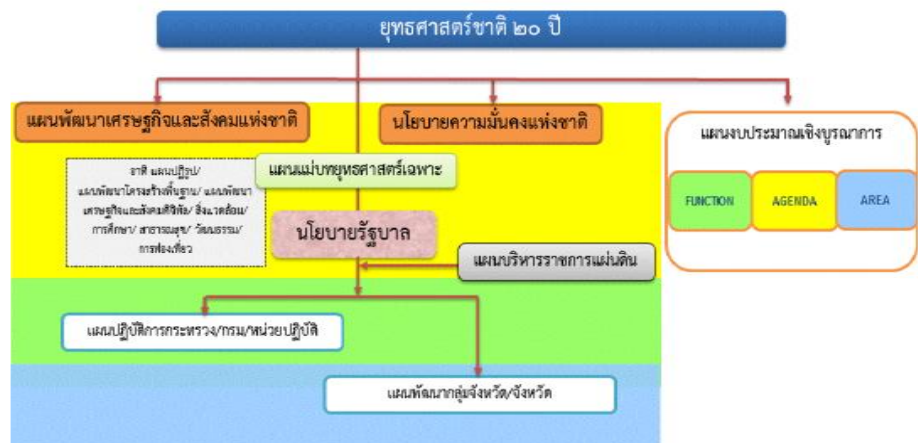 ยุทธศาสตร์ชาติ ๒๐ ปี
แผนพัฒนาเศรษฐกิจและสังคมแห่งชาติ
นโยบายความมั่นคงแห่งชาติ
แผนงบประมาณเชิงบูรณาการ
FUNCTION
AGENDA
AREA
แผนแม่บทยุทธศาสตร์เฉพาะ
อาทิ แผนปฏิรูป/
แผนพัฒนาโครงสร้างพื้นฐาน/ แผนพัฒนา
เศรษฐกิจและสังคมดิจิทัล/ สิ่งแวดล้อม/
การศึกษา/ สาธารณสุข/ วัฒนธรรม/
การท่องเที่ยว
นโยบายรัฐบาล
แผนบริหารราชการแผ่นดิน
แผนปฏิบัติการกระทรวง/กรม/หน่วยปฏิบัติ
แผนพัฒนากลุ่มจังหวัด/จังหวัด